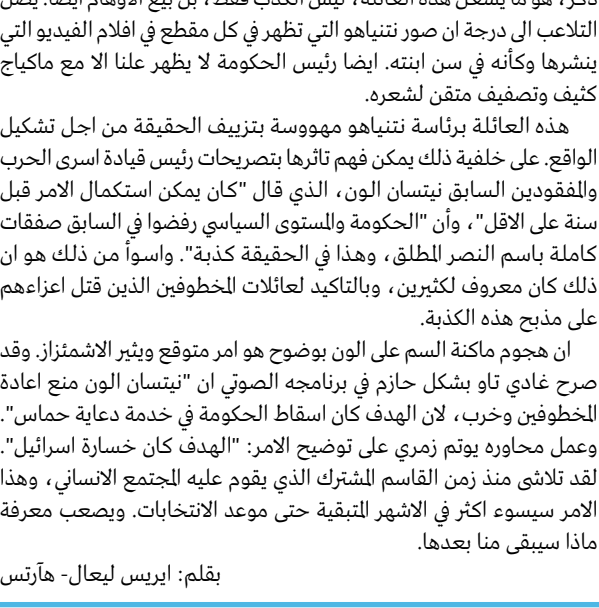 ذكر، هو ما يشغل هذه العائلة، ليس الكذب فقط، بل بيع الاوهام ايضا. يصل
التلاعب الى درجة ان صور نتنياهو التي تظهر في كل مقطع في افلام الفيديو التي
ينشرها وكأنه في سن ابنته. ايضا رئيس الحكومة لا يظهر علنا الا مع ماكياج
كثيف وتصفيف متقن لشعره.
هذه العائلة برئاسة نتنياهو مهووسة بتزييف الحقيقة من اجل تشكيل
الواقع. على خلفية ذلك يمكن فهم تاثرها بتصريحات رئيس قيادة اسرى الحرب
والمفقودين السابق نيتسان الون، الذي قال "كان يمكن استكمال الامر قبل
سنة على الاقل"، وأن "الحكومة والمستوى السياسي رفضوا في السابق صفقات
كاملة باسم النصر المطلق، وهذا في الحقيقة كذبة". واسوأ من ذلك هو ان
ذلك كان معروف لكثيرين، وبالتاكيد لعائلات المخطوفين الذين قتل اعزاءهم
على مذبح هذه الكذبة.
ان هجوم ماكنة السم على الون بوضوح هو امر متوقع ويثير الاشمئزاز. وقد
صرح غادي تاو بشكل حازم في برنامجه الصوتي ان "نيتسان الون منع اعادة
المخطوفين وخرب، لان الهدف كان اسقاط الحكومة في خدمة دعاية حماس".
وعمل محاوره يوتم زمري على توضيح الامر: "الهدف كان خسارة اسرائيل".
لقد تلاشى منذ زمن القاسم المشترك الذي يقوم عليه المجتمع الانساني، وهذا
الامر سيسوء اكثر في الاشهر المتبقية حتى موعد الانتخابات. ويصعب معرفة
ماذا سيبقى منا بعدها.
بقلم: ايريس ليعال- هآرتس